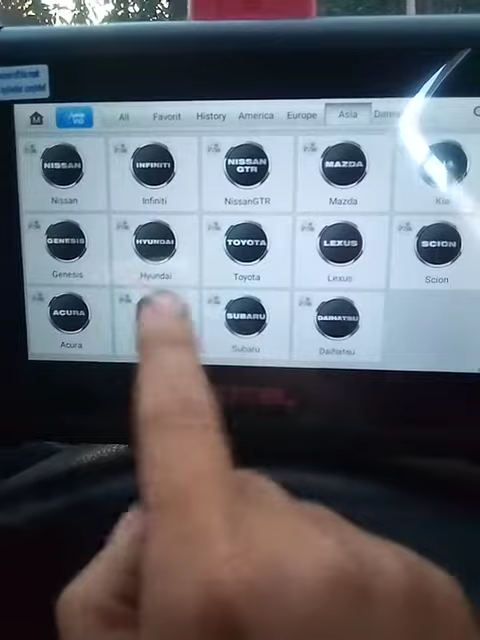 All Favorit History America Europe Asia
NISSAN INFINITI NISSAN GTR MAZDA
Nissan Infiniti NissanGTR Mazda Kia
GENESIS HYUNDAI TOYOTA LEXUS SCION
Genesis Hyundai Toyota Lexus Scion
ACURA SUBARU DAIHATSU
Acura Subaru Daihatsu